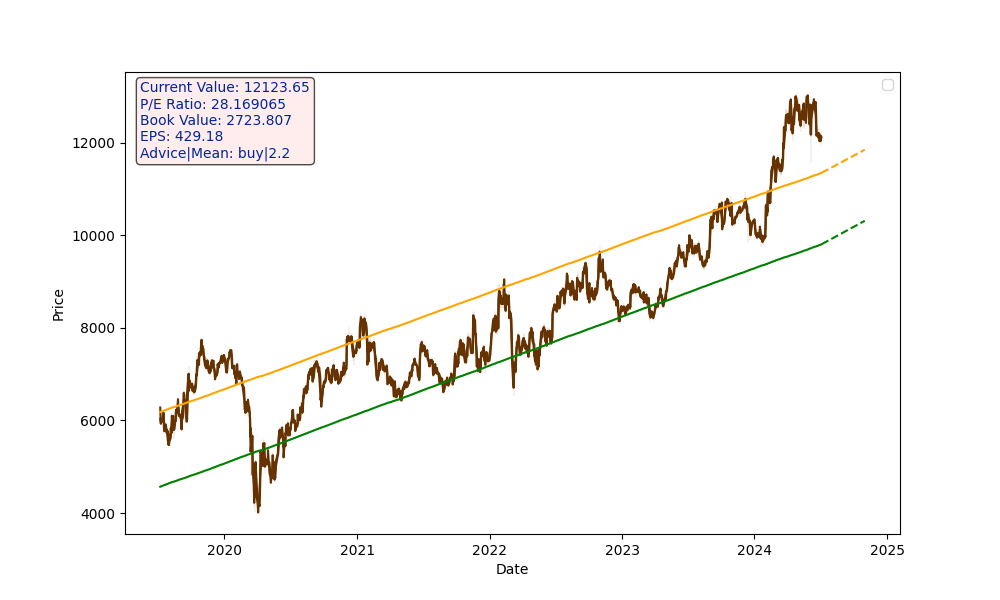 Current Value: 12123.65
P/E Ratio: 28.169065
Book Value: 2723.807
EPS: 429.18
Advice|Mean: buy|2.2
12000
10000
8000
6000
4000
Price
2020
2021
2022
2023
2024
2025
Date